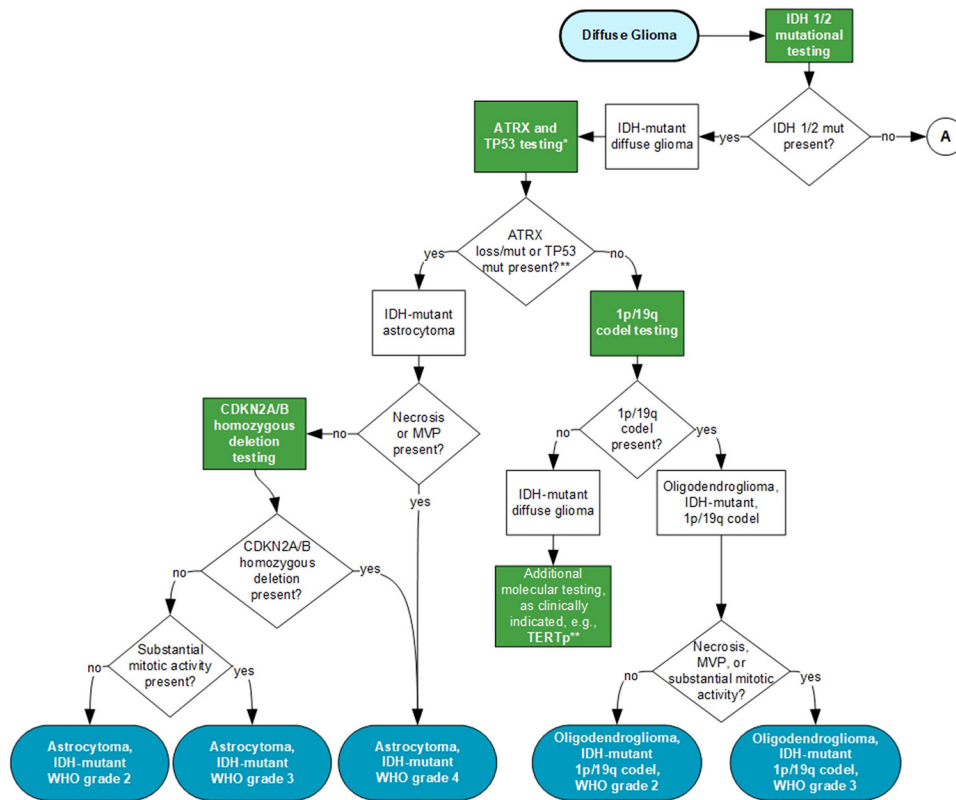 Diffuse Glioma
IDH 1/2
mutational
testing
IDH 1/2 mut
present?
no
A
yes
IDH-mutant
diffuse glioma
ATRX and
TP53 testing*
ATRX
loss/mut or TP53
mut present?**
yes
no
IDH-mutant
astrocytoma
1p/19q
codel testing
Necrosis
or MVP
present?
no
yes
CDKN2A/B
homozygous
deletion
testing
1p/19q
codel
present?
no
yes
IDH-mutant
diffuse glioma
Oligodendroglioma,
IDH-mutant,
1p/19q codel
CDKN2A/B
homozygous
deletion
present?
no
yes
Additional
molecular testing,
as clinically
indicated, e.g.,
TERTp**
Substantial
mitotic activity
present?
no
yes
Necrosis,
MVP, or
substantial mitotic
activity?
no
yes
Astrocytoma,
IDH-mutant
WHO grade 2
Astrocytoma,
IDH-mutant
WHO grade 3
Astrocytoma,
IDH-mutant
WHO grade 4
Oligodendroglioma,
IDH-mutant
1p/19q codel,
WHO grade 2
Oligodendroglioma,
IDH-mutant
1p/19q codel,
WHO grade 3